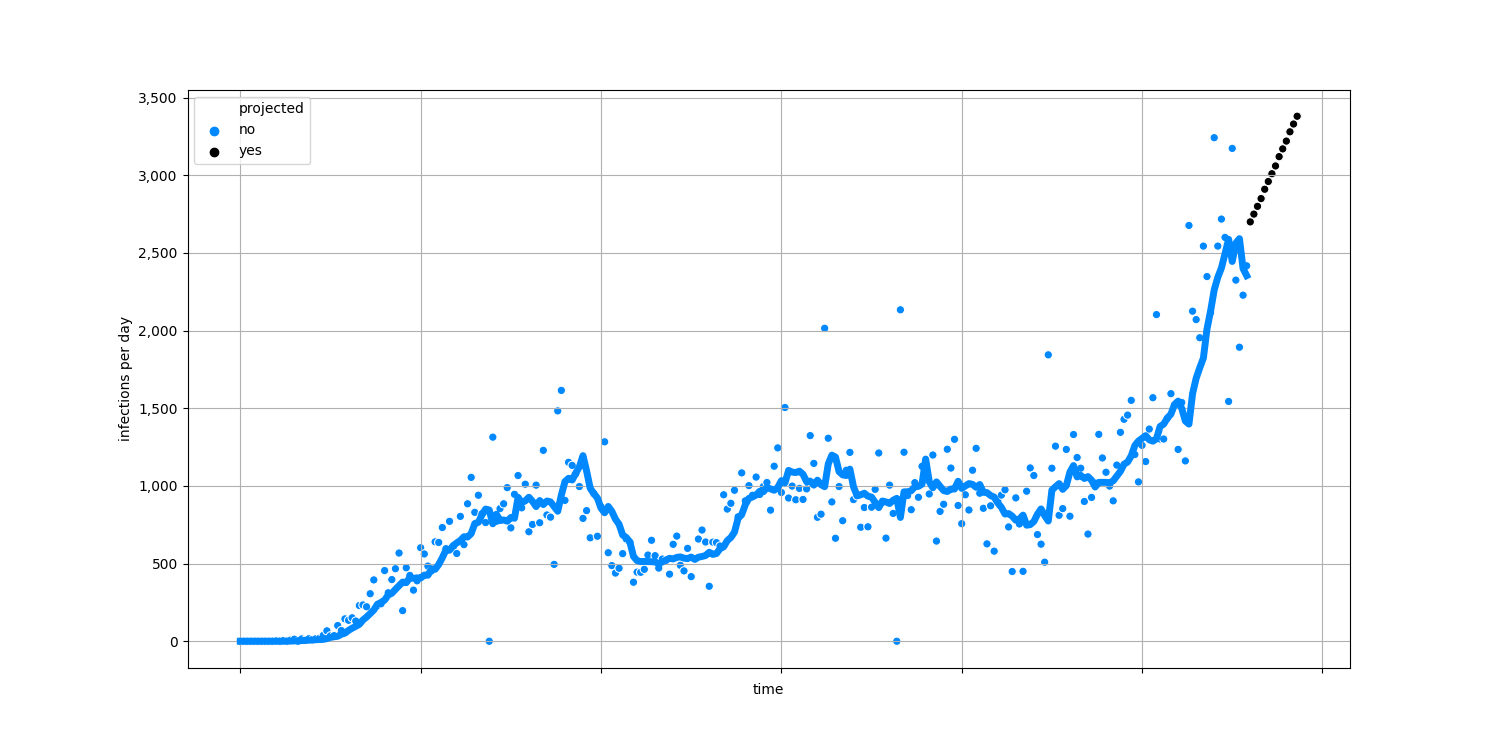 3,500
3,000
2,500
2,000
1,500
1,000
500
0
infections per day
time
projected
no
yes